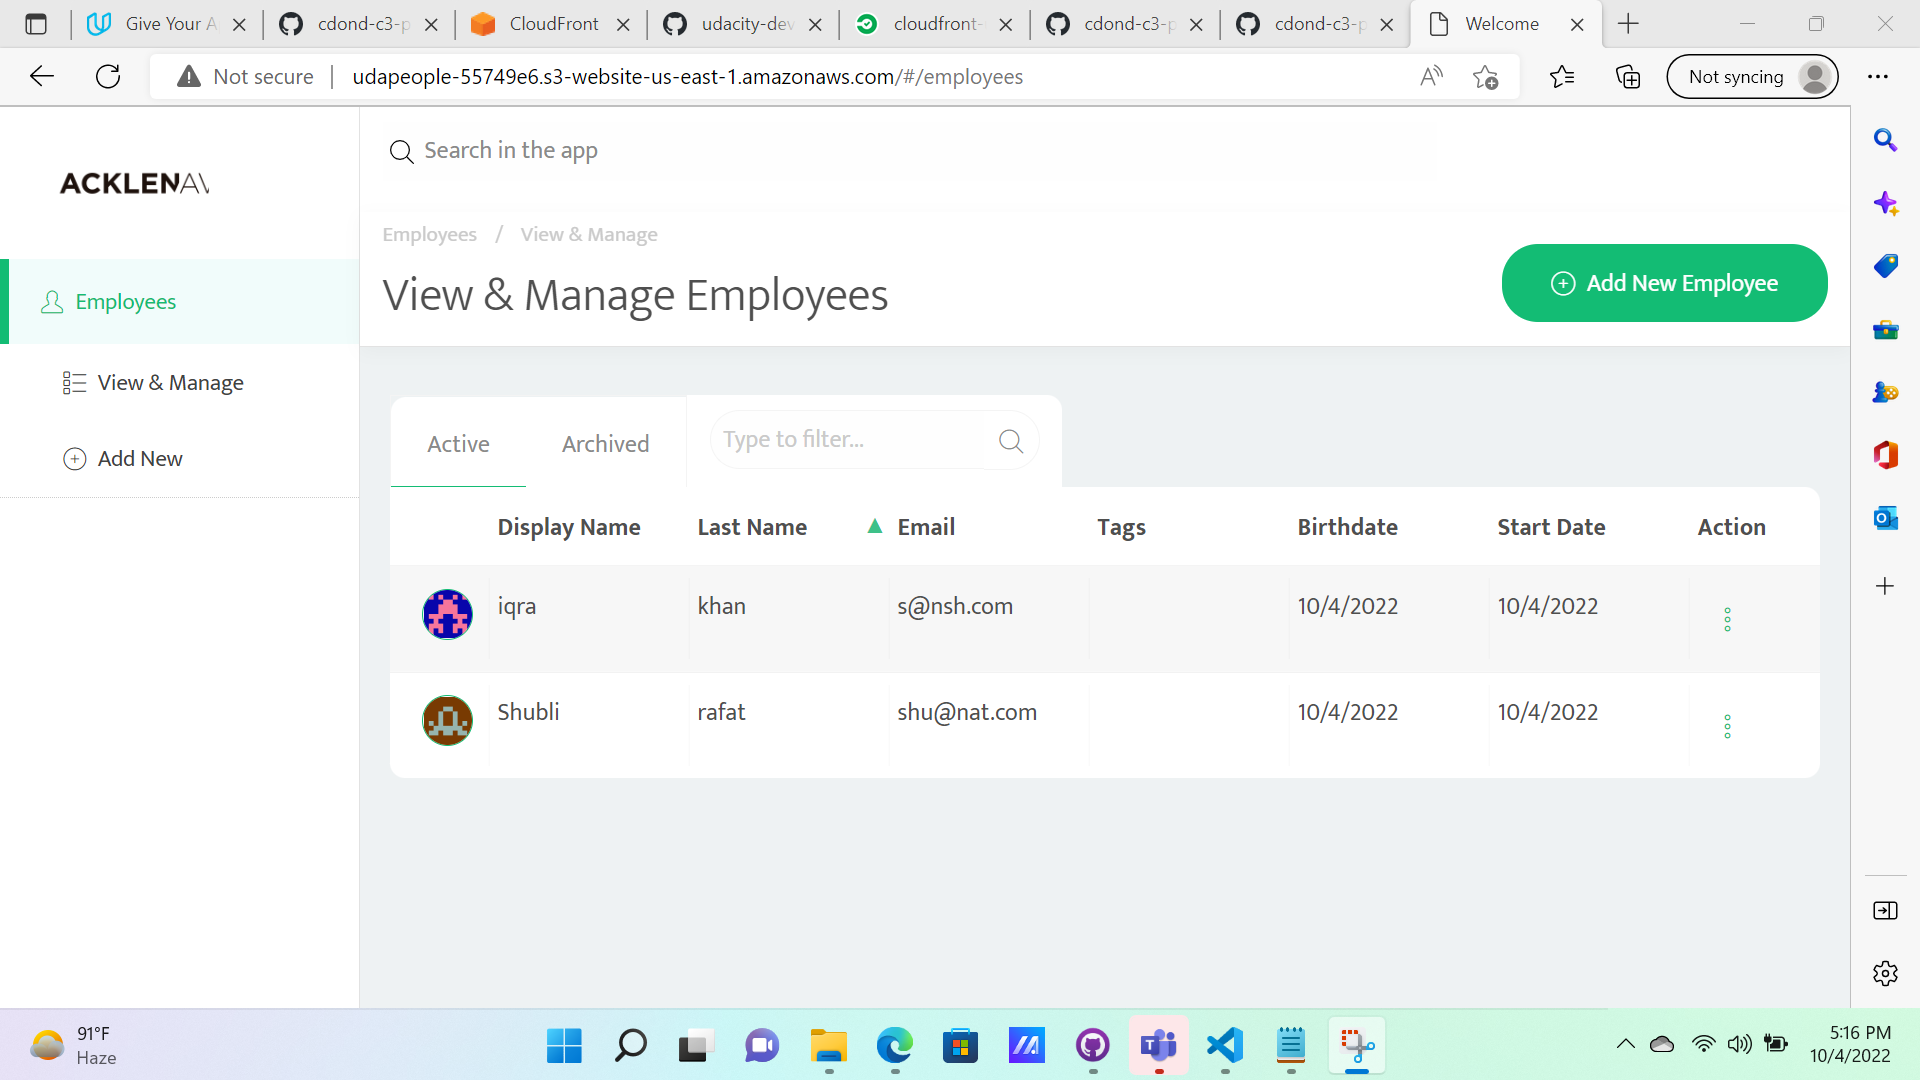 Give Your A
cdond-c3-p
CloudFront
udacity-dev
cloudfront-
cdond-c3-p
cdond-c3-p
Welcome
Not secure
udapeople-55749e6.s3-website-us-east-1.amazonaws.com/#/employees
Not syncing
ACKLENAV
Search in the app
Employees / View & Manage
View & Manage Employees
Add New Employee
Employees
View & Manage
Add New
Active
Archived
Type to filter...
Display Name Last Name Email Tags Birthdate Start Date Action
iqra khan s@nsh.com 10/4/2022 10/4/2022
Shubli rafat shu@nat.com 10/4/2022 10/4/2022
91°F
Haze
5:16 PM
10/4/2022